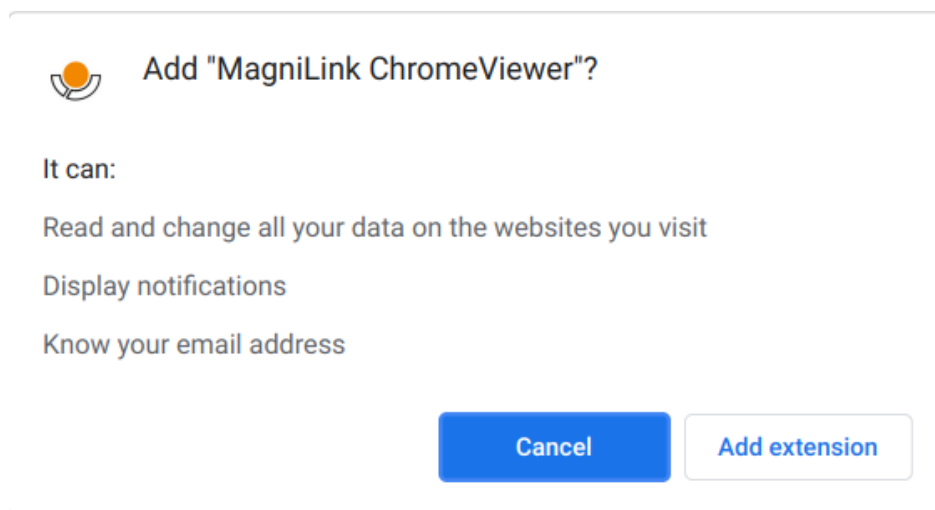 Add "MagniLink ChromeViewer"?
It can:
Read and change all your data on the websites you visit
Display notifications
Know your email address
Cancel
Add extension